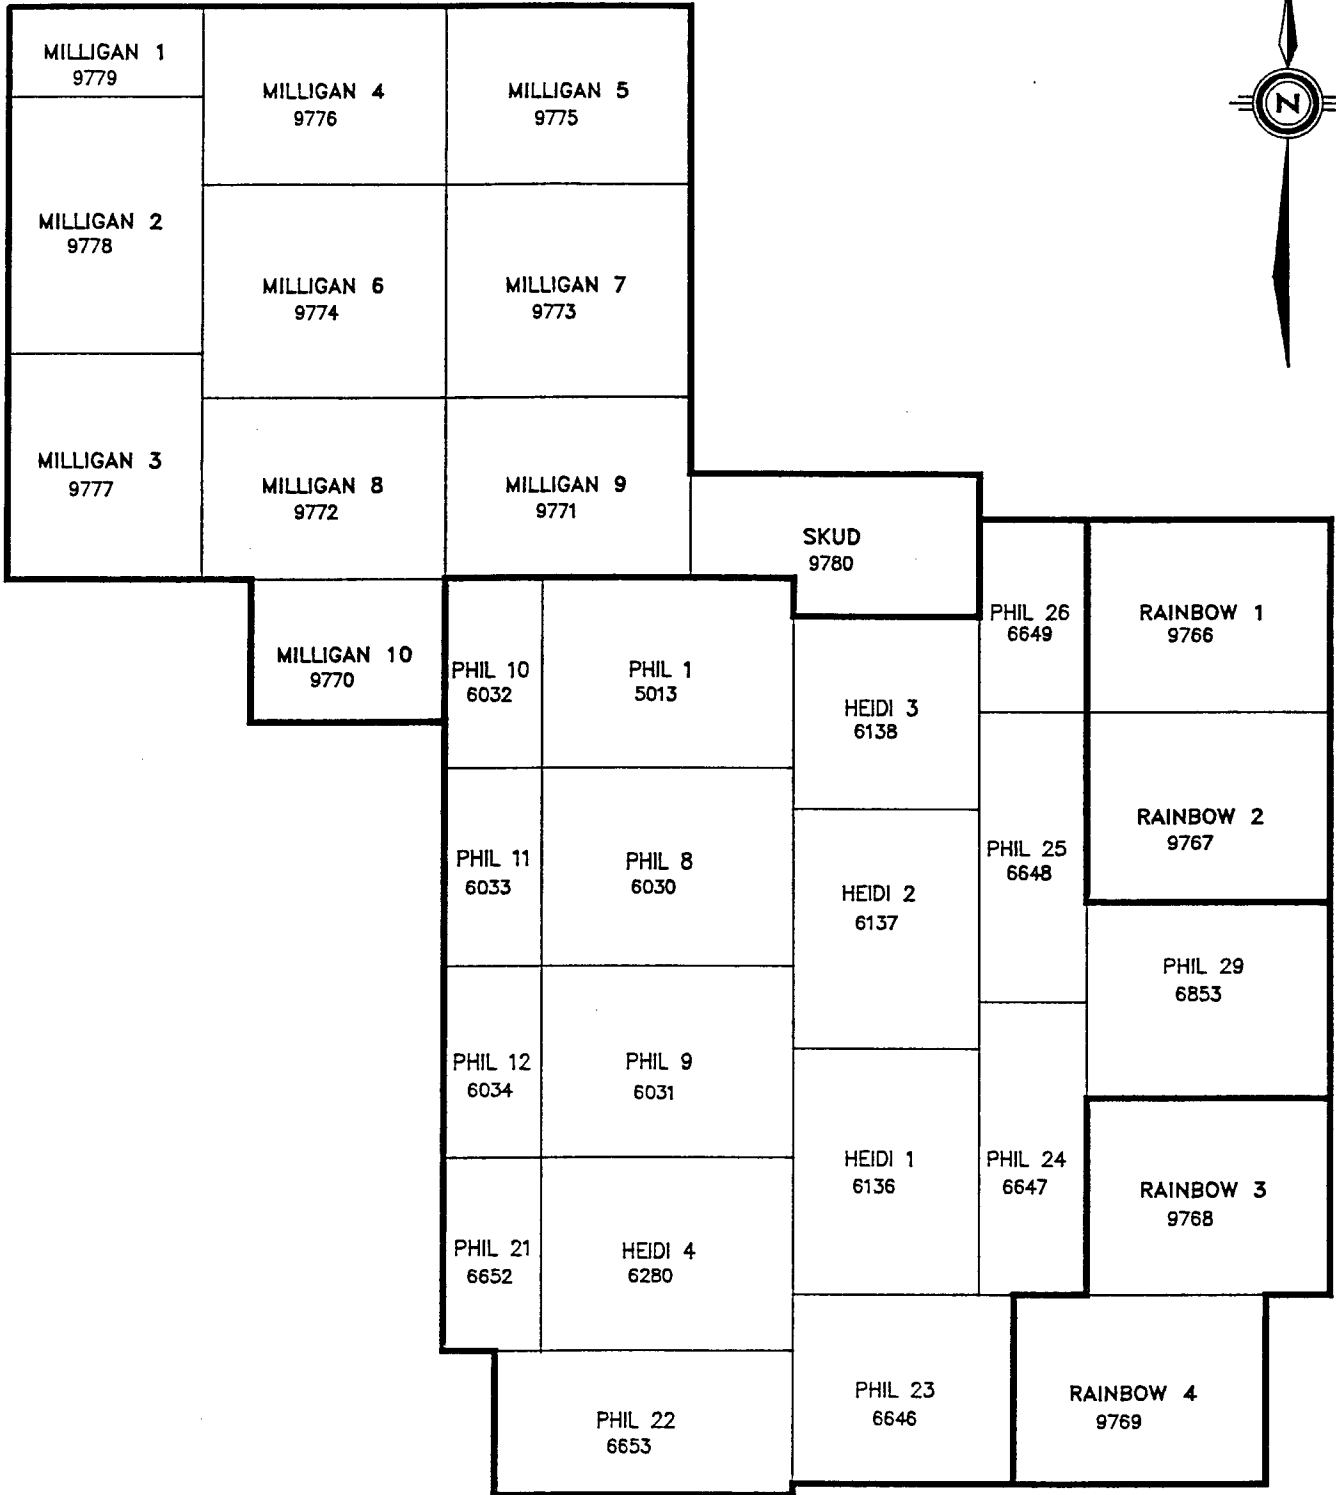 MILLIGAN 1
9779
MILLIGAN 4
9776
MILLIGAN 5
9775
N
MILLIGAN 2
9778
MILLIGAN 6
9774
MILLIGAN 7
9773
MILLIGAN 3
9777
MILLIGAN 8
9772
MILLIGAN 9
9771
SKUD
9780
PHIL 26
6649
RAINBOW 1
9766
MILLIGAN 10
9770
PHIL 10
6032
PHIL 1
5013
HEIDI 3
6138
RAINBOW 2
9767
PHIL 11
6033
PHIL 8
6030
HEIDI 2
6137
PHIL 25
6648
PHIL 29
6853
PHIL 12
6034
PHIL 9
6031
HEIDI 1
6136
PHIL 24
6647
RAINBOW 3
9768
PHIL 21
6652
HEIDI 4
6280
PHIL 22
6653
PHIL 23
6646
RAINBOW 4
9769